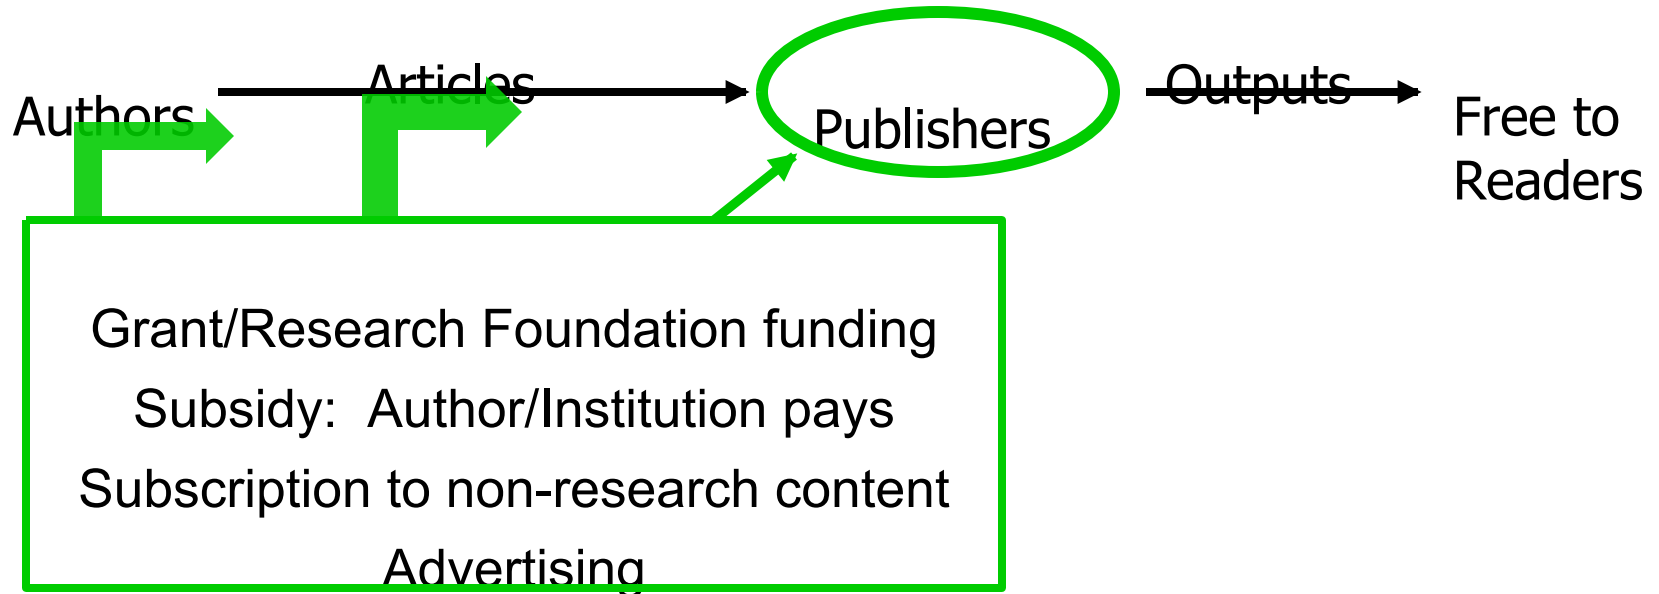 Authors
Articles
Publishers
Outputs
Free to
Readers
Grant/Research Foundation funding
Subsidy: Author/Institution pays
Subscription to non-research content
Advertising